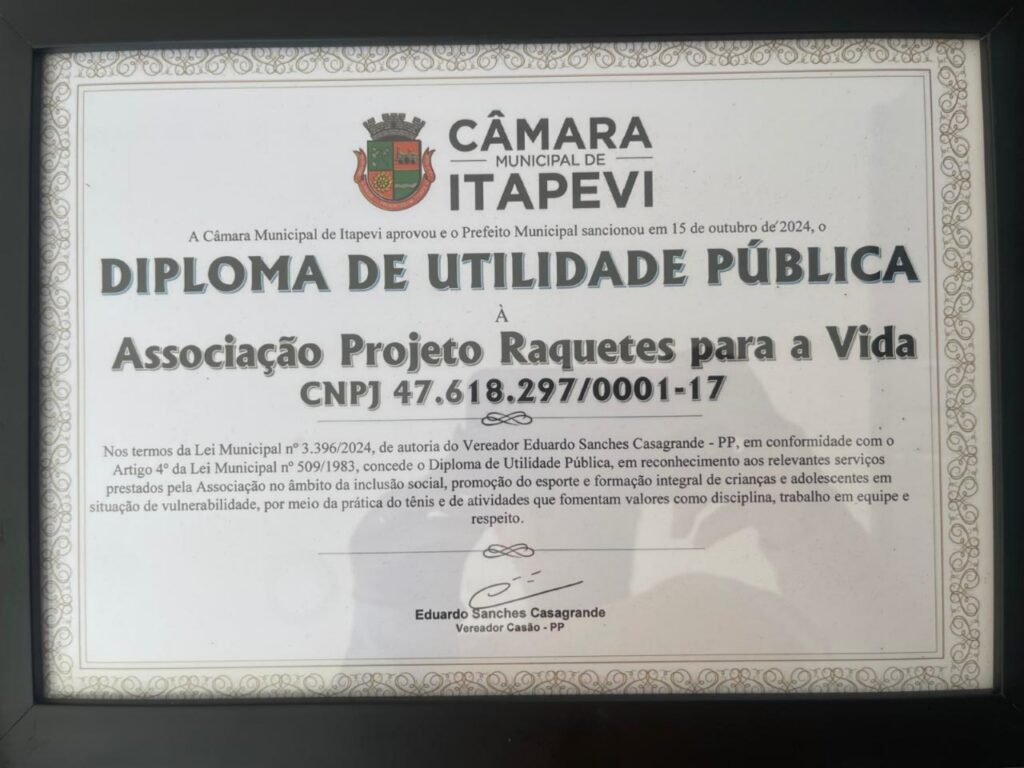 CÂMARA
MUNICIPAL DE
ITAPEVI
A Câmara Municipal de Itapevi aprovou e o Prefeito Municipal sancionou em 15 de outubro de 2024, o
DIPLOMA DE UTILIDADE PÚBLICA
À
Associação Projeto Raquetes para a Vida
CNPJ 47.618.297/0001-17
Nos termos da Lei Municipal nº 3.396/2024, de autoria do Vereador Eduardo Sanches Casagrande - PP, em conformidade com o
Artigo 4º da Lei Municipal nº 509/1983, concede o Diploma de Utilidade Pública, em reconhecimento aos relevantes serviços
prestados pela Associação no âmbito da inclusão social, promoção do esporte e formação integral de crianças e adolescentes em
situação de vulnerabilidade, por meio da prática do tênis e de atividades que fomentam valores como disciplina, trabalho em equipe e
respeito.
Eduardo Sanches Casagrande
Vereador Casão - PP